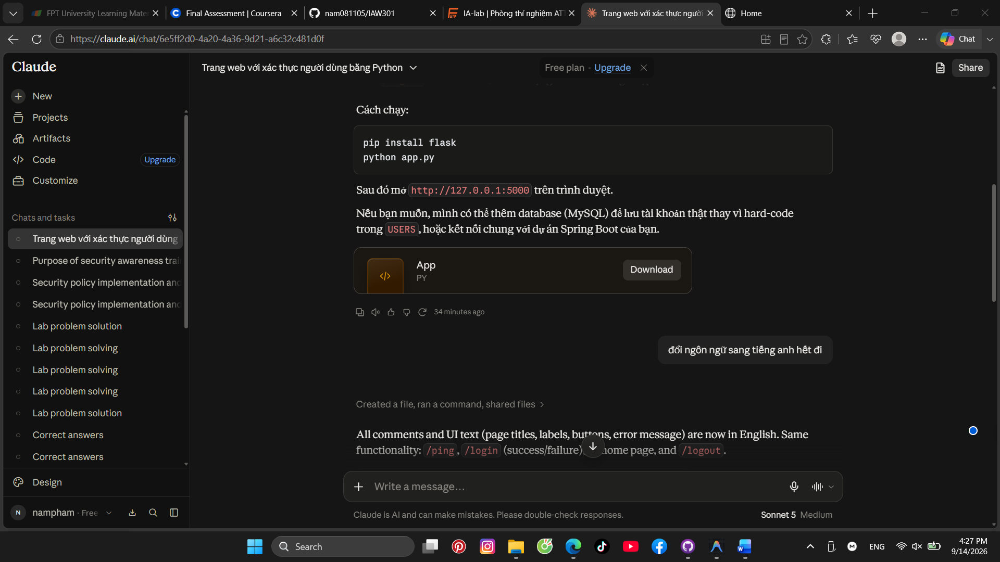 FPT University Learning Mater
Final Assessment | Coursera
nam081105/IAW301
IA-lab | Phòng thí nghiệm ATT
Trang web với xác thực người
Home
https://claude.ai/chat/6e5ff2d0-4a20-4a36-9d21-a6c32c481d0f
Chat
Claude
Trang web với xác thực người dùng bằng Python
Free plan · Upgrade
Share
New
Projects
Artifacts
Code
Upgrade
Customize
Chats and tasks
Trang web với xác thực người dùng
Purpose of security awareness trai
Security policy implementation and
Security policy implementation and
Lab problem solution
Lab problem solving
Lab problem solving
Lab problem solving
Lab problem solution
Correct answers
Correct answers
Design
N
nampham · Free
Cách chạy:
pip install flask
python app.py
Sau đó mở http://127.0.0.1:5000 trên trình duyệt.
Nếu bạn muốn, mình có thể thêm database (MySQL) để lưu tài khoản thật thay vì hard-code
trong USERS, hoặc kết nối chung với dự án Spring Boot của bạn.
App
PY
Download
34 minutes ago
đổi ngôn ngữ sang tiếng anh hết đi
Created a file, ran a command, shared files
All comments and UI text (page titles, labels, buttons, error message) are now in English. Same
functionality: /ping, /login (success/failure), home page, and /logout.
Write a message...
Claude is AI and can make mistakes. Please double-check responses.
Sonnet 5 Medium
Search
ENG
4:27 PM
9/14/2026